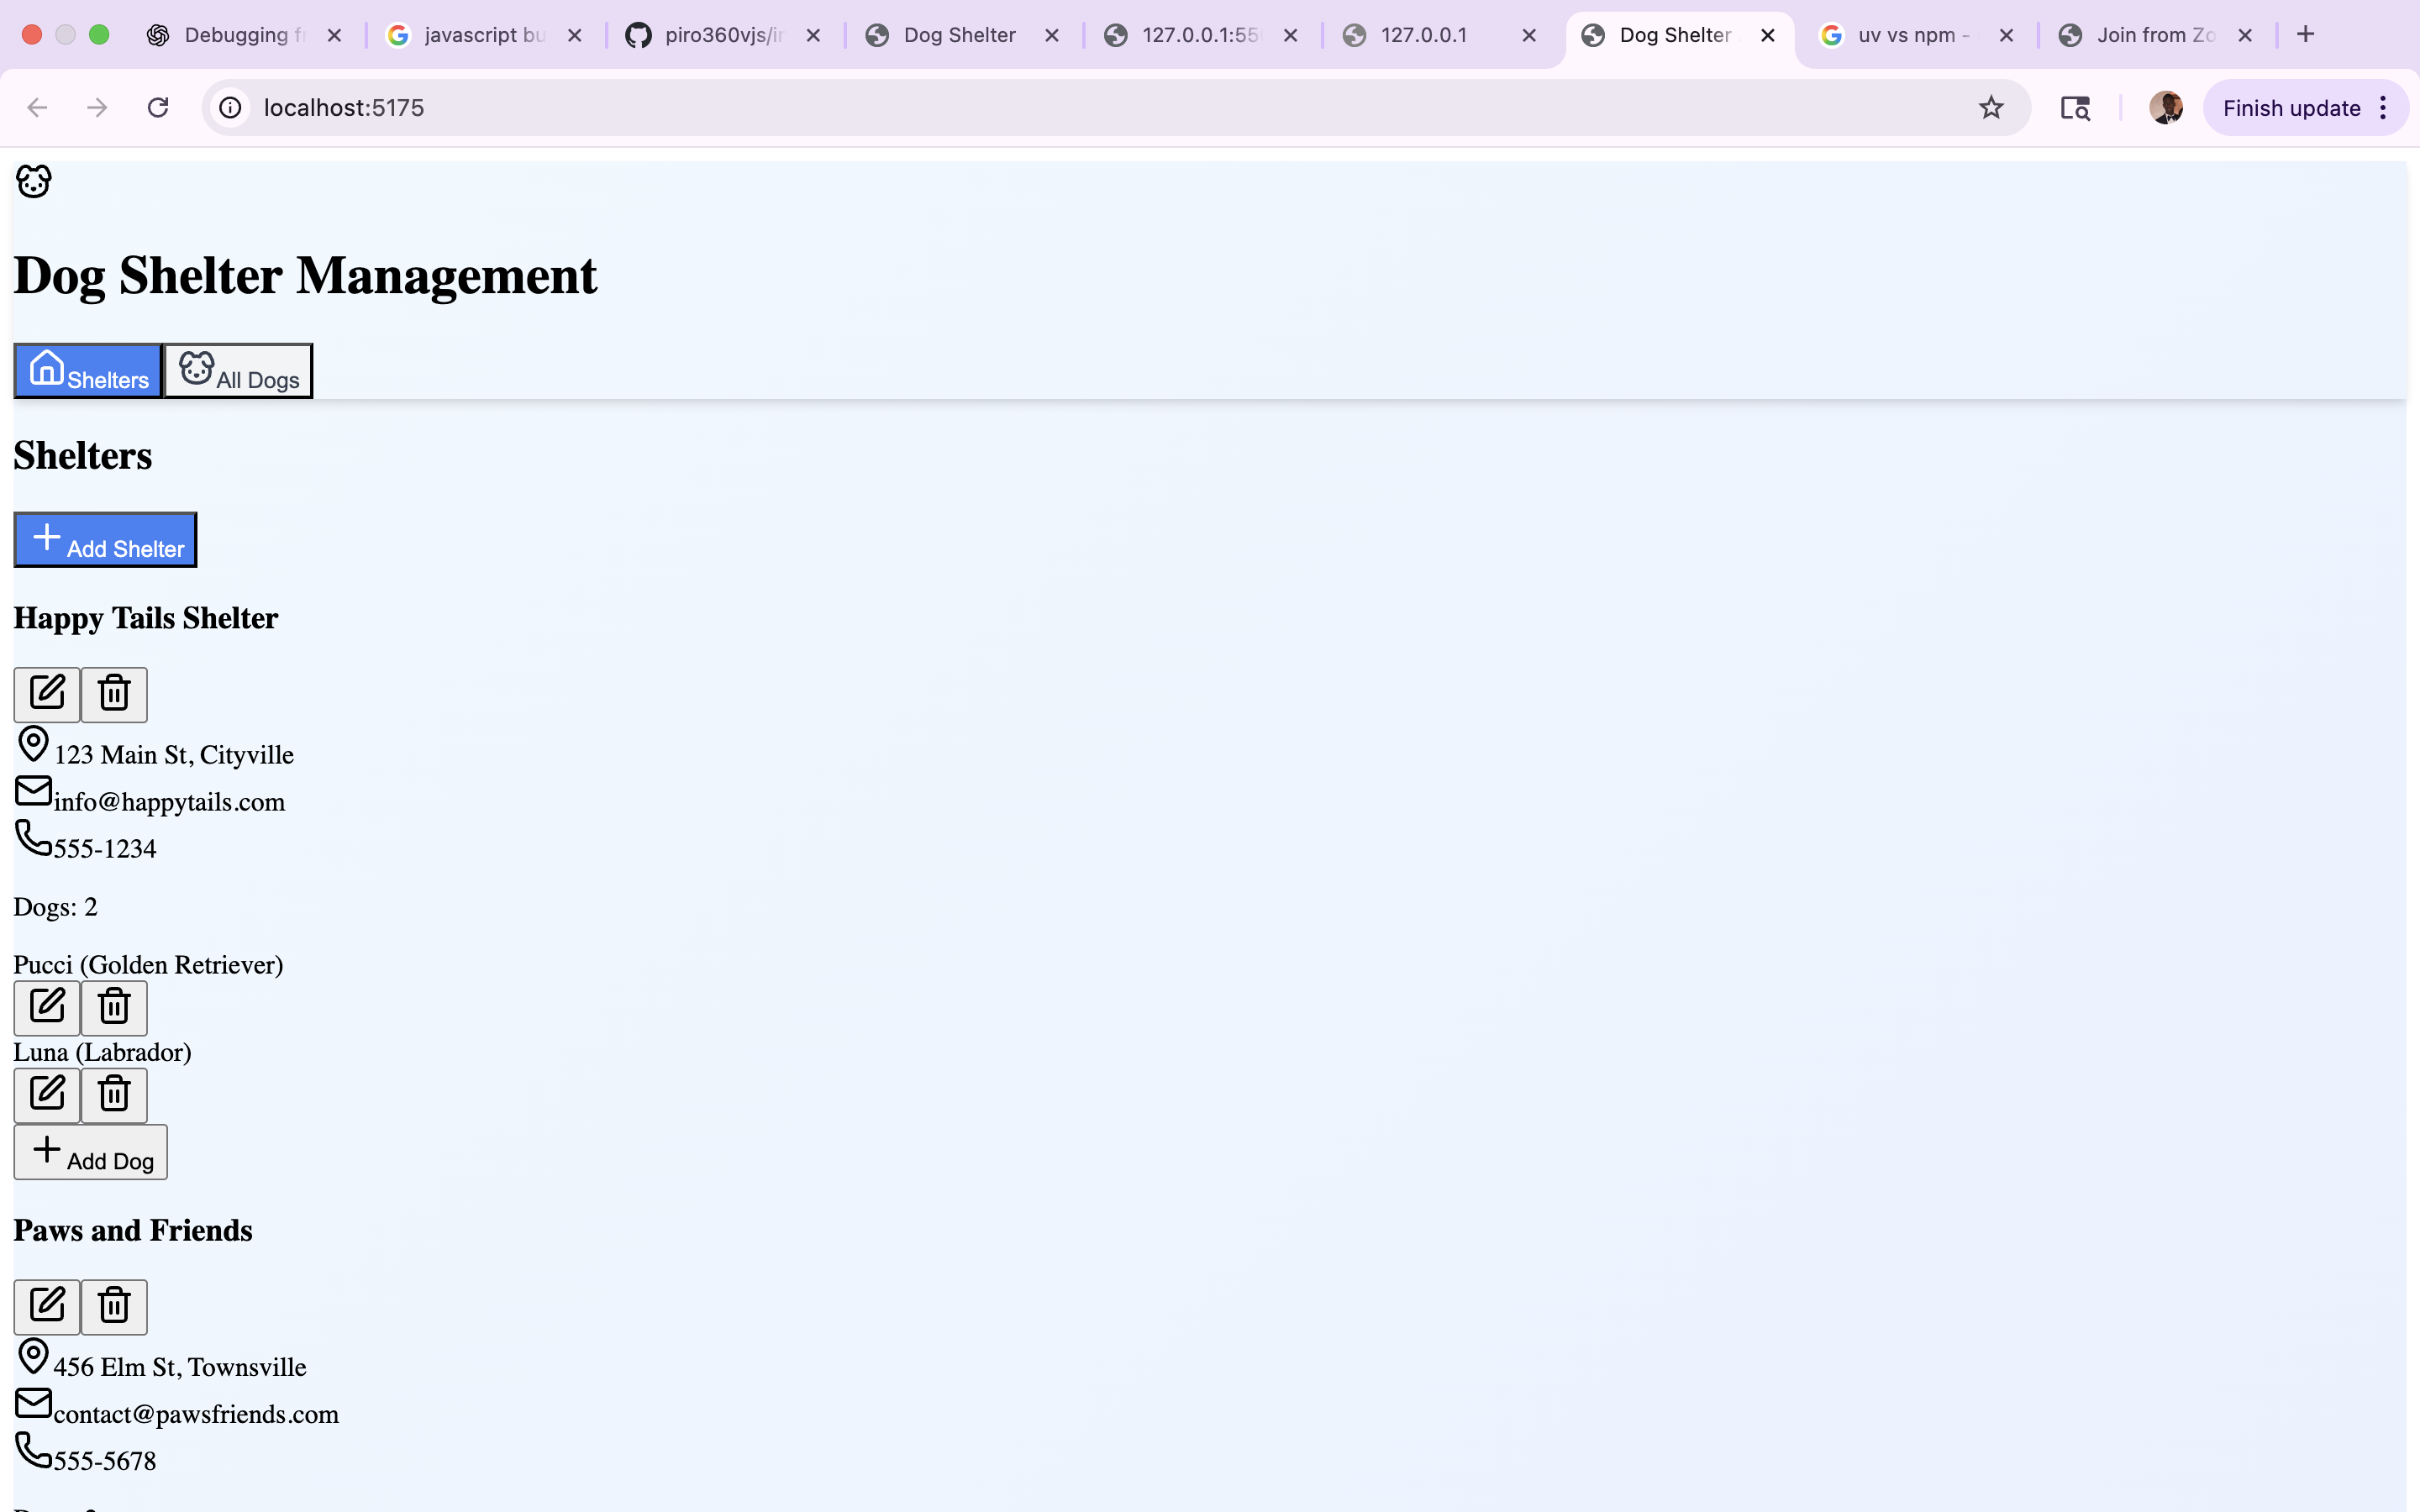 Debugging f
javascript bu
piro360vjs/i
Dog Shelter
127.0.0.1:55
127.0.0.1
Dog Shelter
uv vs npm -
Join from Zo
localhost:5175
Finish update
Dog Shelter Management
Shelters
All Dogs
Shelters
Add Shelter
Happy Tails Shelter
123 Main St, Cityville
info@happytails.com
555-1234
Dogs: 2
Pucci (Golden Retriever)
Luna (Labrador)
Add Dog
Paws and Friends
456 Elm St, Townsville
contact@pawsfriends.com
555-5678